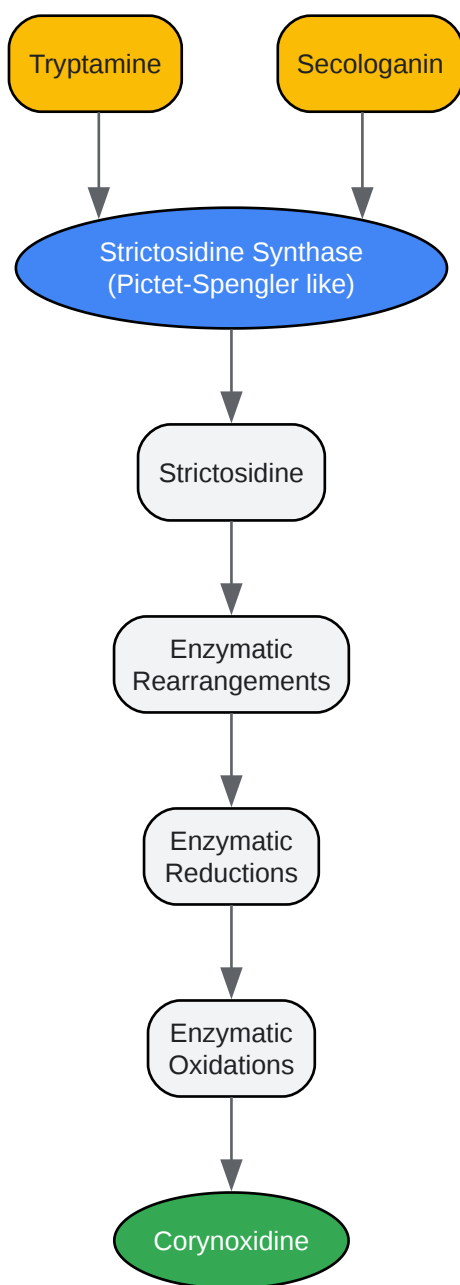 Tryptamine
Secologanin
Strictosidine Synthase
(Pictet-Spengler like)
Strictosidine
Enzymatic
Rearrangements
Enzymatic
Reductions
Enzymatic
Oxidations
Corynoxidine